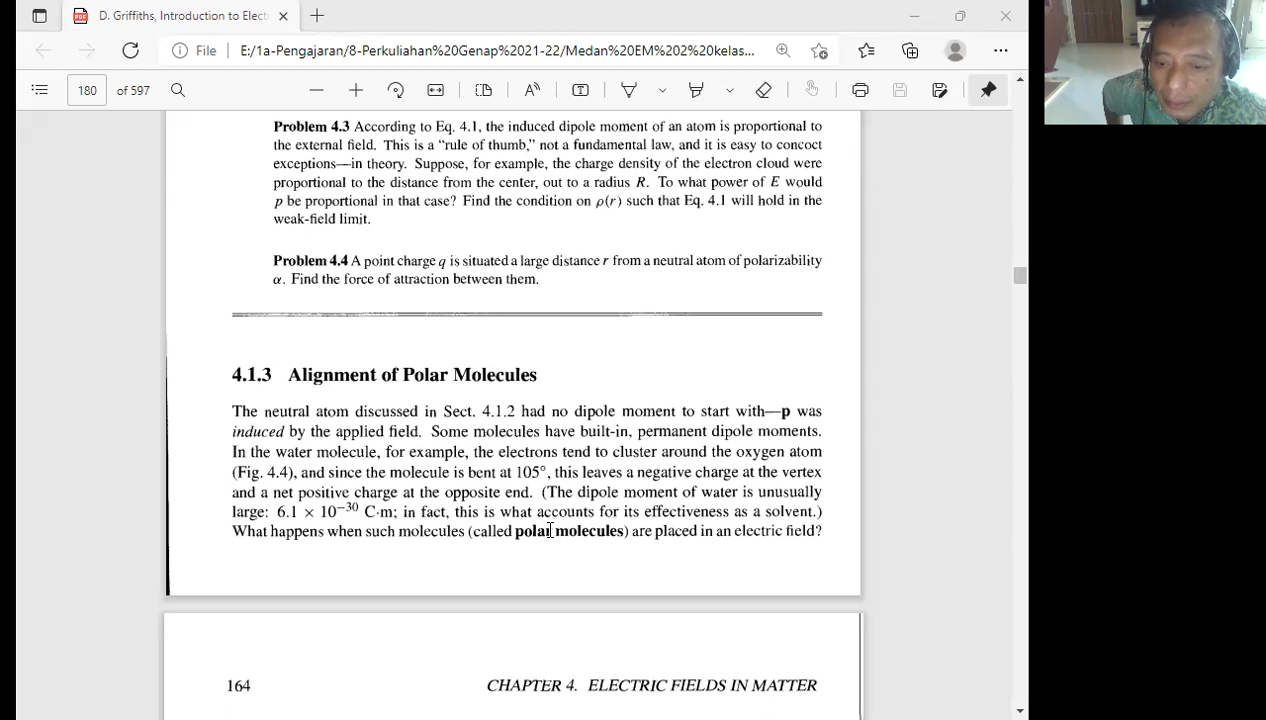 D. Griffiths, Introduction to Elect
File
E:/1a-Pengajaran/8-Perkuliahan%20Genap%2021-22/Medan%20EM%202%20kelas...
180 of 597
Problem 4.3 According to Eq. 4.1, the induced dipole moment of an atom is proportional to
the external field. This is a “rule of thumb,” not a fundamental law, and it is easy to concoct
exceptions—in theory. Suppose, for example, the charge density of the electron cloud were
proportional to the distance from the center, out to a radius R. To what power of E would
p be proportional in that case? Find the condition on ρ(r) such that Eq. 4.1 will hold in the
weak-field limit.
Problem 4.4 A point charge q is situated a large distance r from a neutral atom of polarizability
α. Find the force of attraction between them.
4.1.3 Alignment of Polar Molecules
The neutral atom discussed in Sect. 4.1.2 had no dipole moment to start with—p was
induced by the applied field. Some molecules have built-in, permanent dipole moments.
In the water molecule, for example, the electrons tend to cluster around the oxygen atom
(Fig. 4.4), and since the molecule is bent at 105°, this leaves a negative charge at the vertex
and a net positive charge at the opposite end. (The dipole moment of water is unusually
large: 6.1 × 10⁻³⁰ C·m; in fact, this is what accounts for its effectiveness as a solvent.)
What happens when such molecules (called polar molecules) are placed in an electric field?
164 CHAPTER 4. ELECTRIC FIELDS IN MATTER